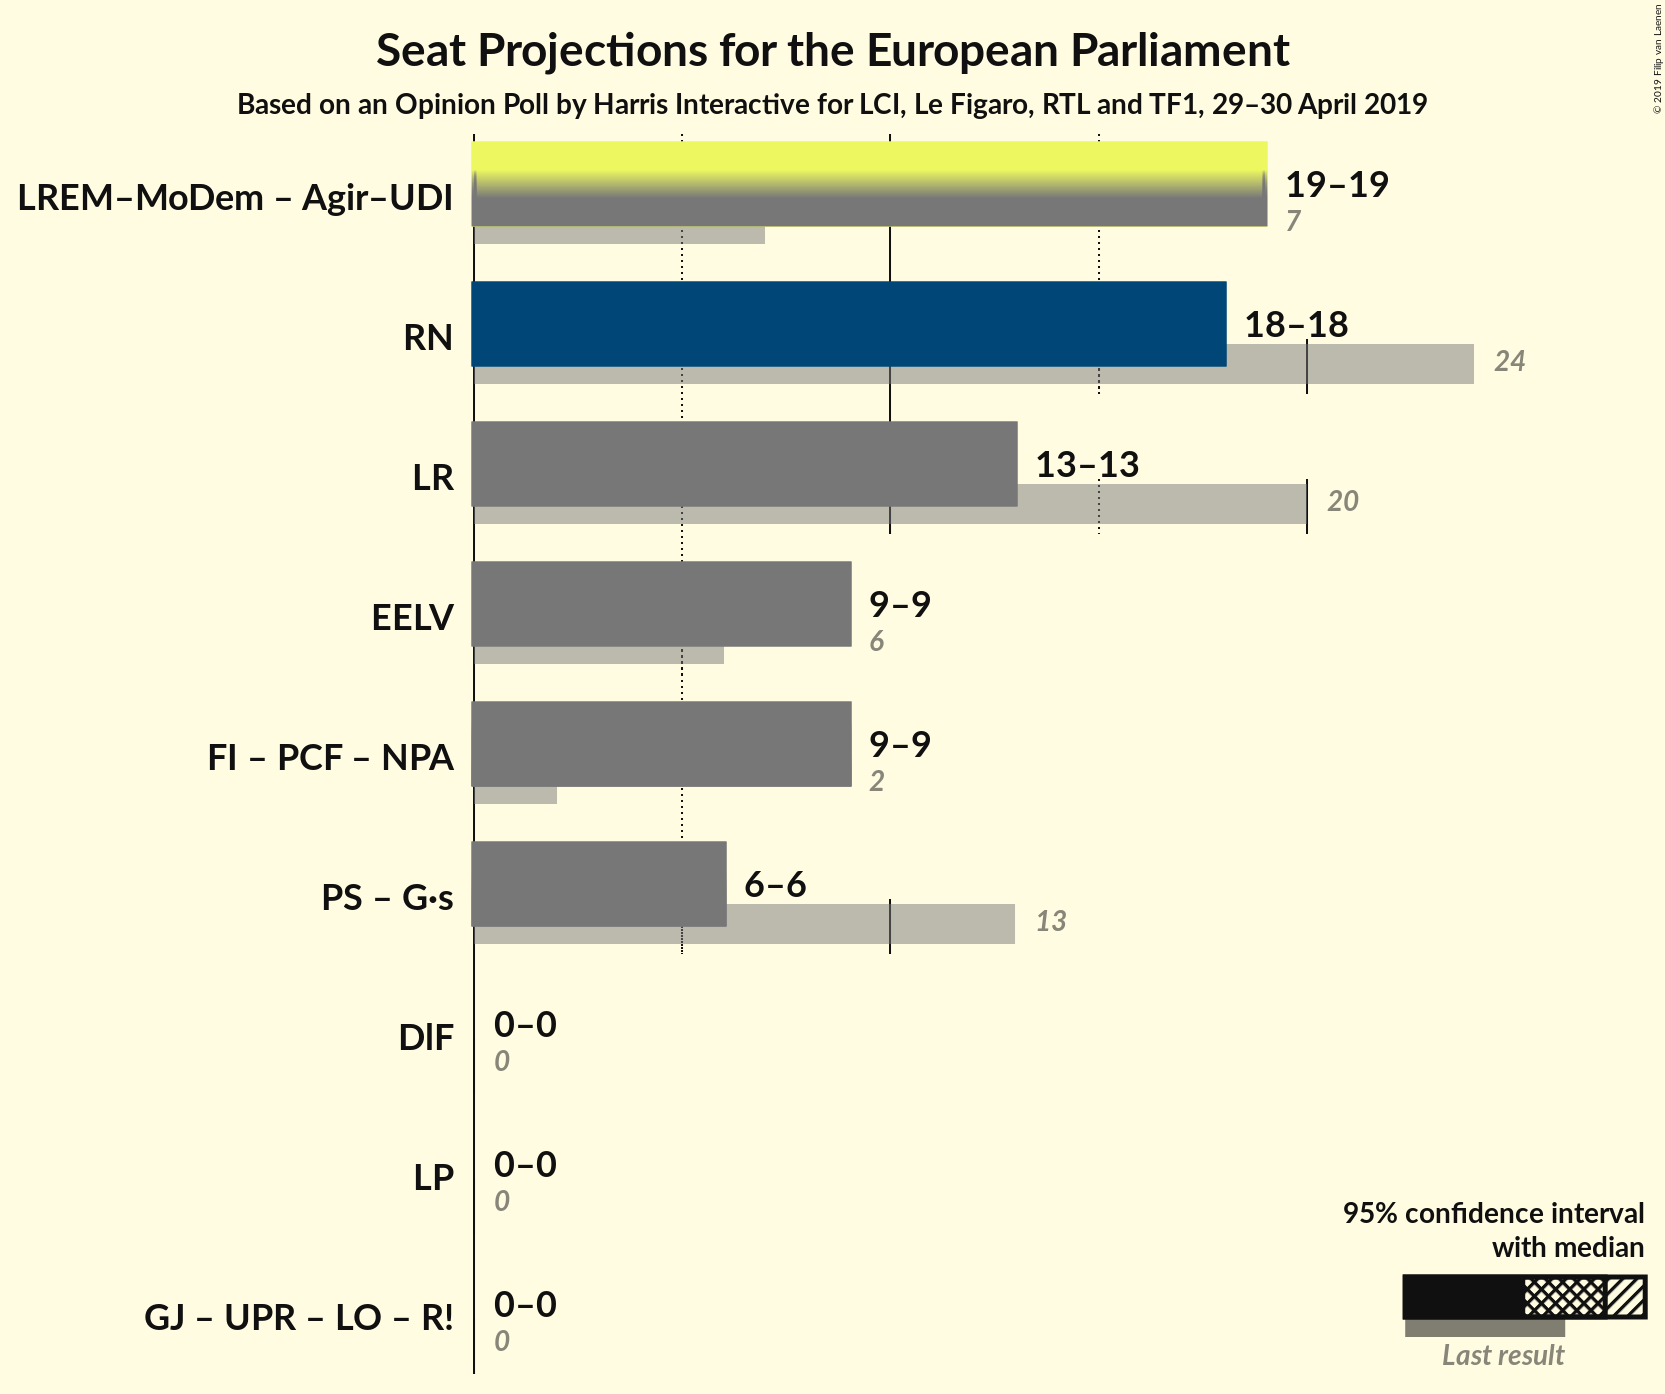 Seat Projections for the European Parliament
Based on an Opinion Poll by Harris Interactive for LCI, Le Figaro, RTL and TF1, 29–30 April 2019
© 2019 Filip van Laenen
LREM–MoDem – Agir–UDI
19–19
7
RN
18–18
24
LR
13–13
20
EELV
9–9
6
FI – PCF – NPA
9–9
2
PS – G·s
6–6
13
DlF
0–0
0
LP
0–0
0
GJ – UPR – LO – R!
0–0
0
95% confidence interval
with median
Last result